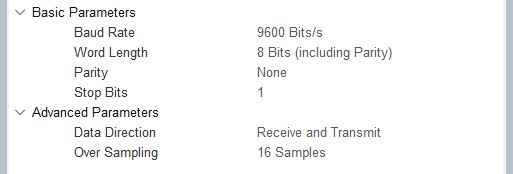 Basic Parameters
Baud Rate 9600 Bits/s
Word Length 8 Bits (including Parity)
Parity None
Stop Bits 1
Advanced Parameters
Data Direction Receive and Transmit
Over Sampling 16 Samples